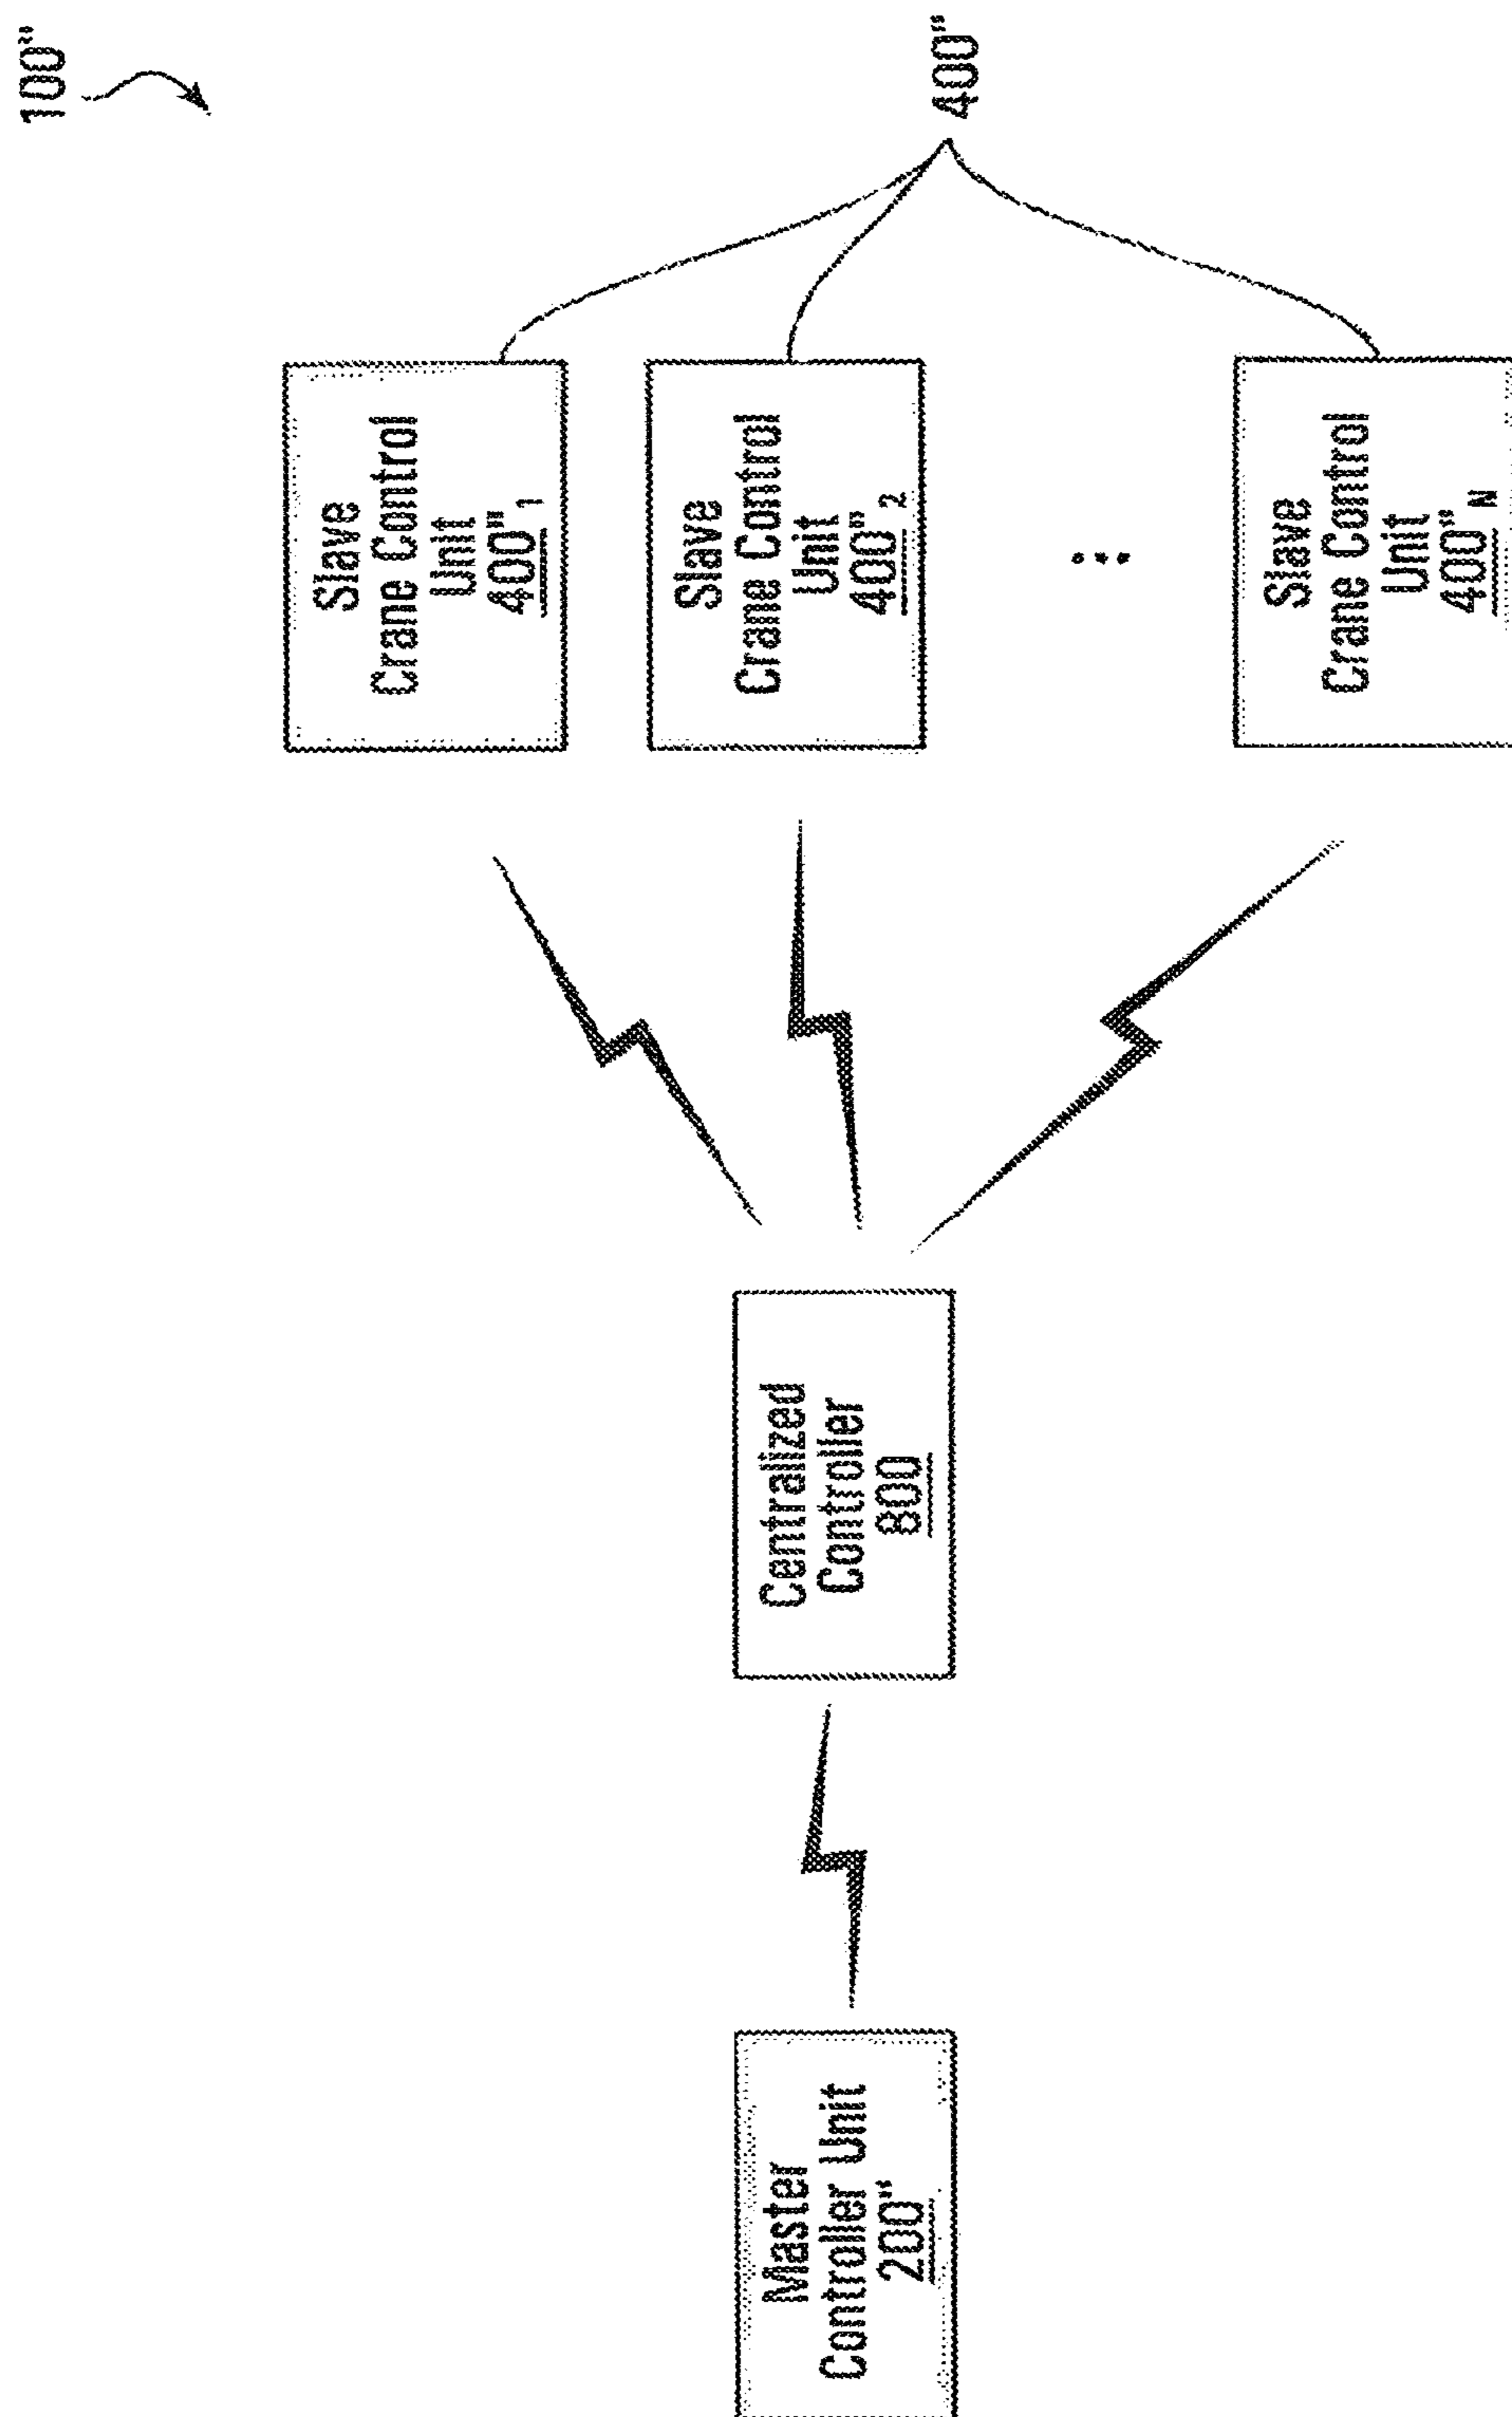 100"
Slave
Crane Control
Unit
400"1
Slave
Crane Control
Unit
400"2
...
Slave
Crane Control
Unit
400"N
400"
Centralized
Controller
800
Master
Controller Unit
200"